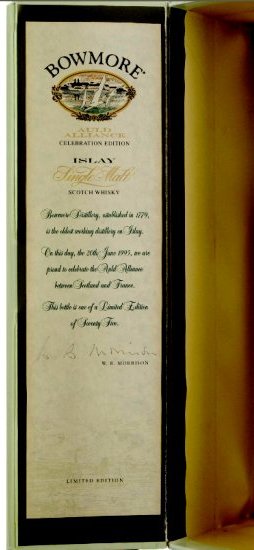 BOWMORE
AULD
ALLIANCE
CELEBRATION EDITION
ISLAY
Single Malt
SCOTCH WHISKY
Bowmore Distillery, established in 1779,
is the oldest working distillery on Islay.
On this day, the 20th June 1995, we are
proud to celebrate the Auld Alliance
between Scotland and France.
This bottle is one of a Limited Edition
of Seventy Two.
W. B. MORRISON
LIMITED EDITION